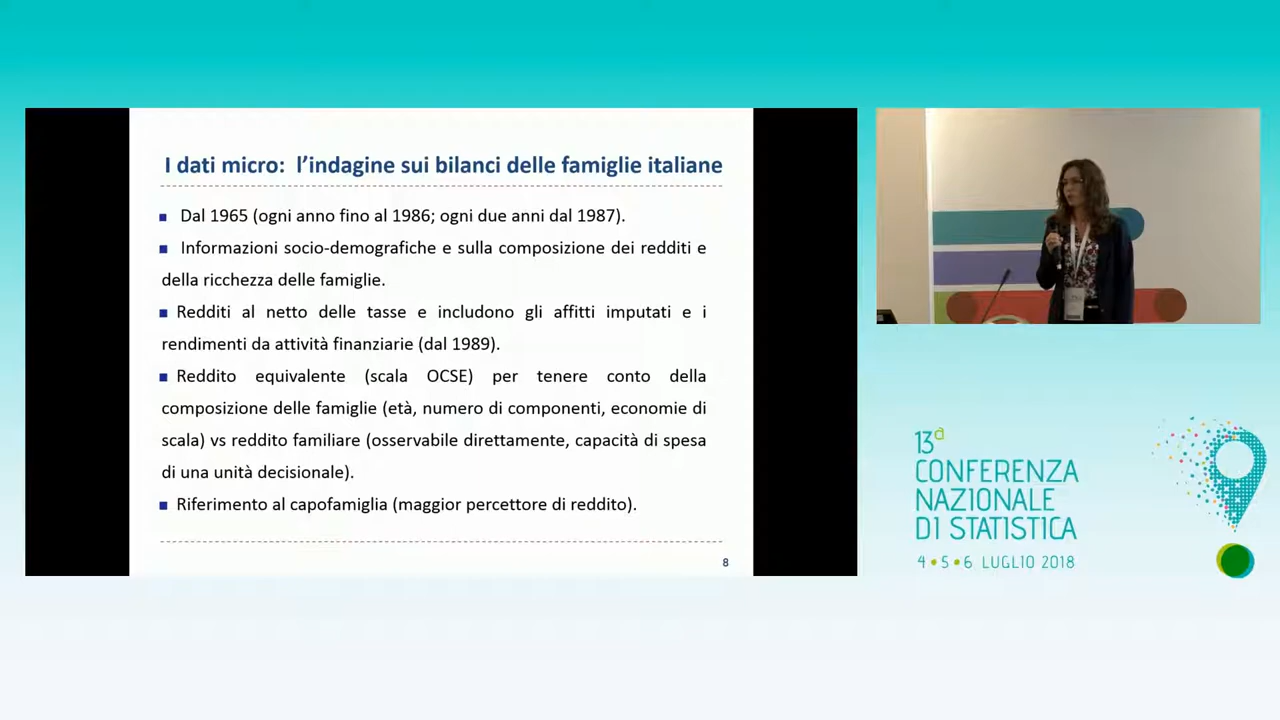 I dati micro: l'indagine sui bilanci delle famiglie italiane
▪ Dal 1965 (ogni anno fino al 1986; ogni due anni dal 1987).
▪ Informazioni socio-demografiche e sulla composizione dei redditi e
della ricchezza delle famiglie.
▪ Redditi al netto delle tasse e includono gli affitti imputati e i
rendimenti da attività finanziarie (dal 1989).
▪ Reddito equivalente (scala OCSE) per tenere conto della
composizione delle famiglie (età, numero di componenti, economie di
scala) vs reddito familiare (osservabile direttamente, capacità di spesa
di una unità decisionale).
▪ Riferimento al capofamiglia (maggior percettore di reddito).
8
13a
CONFERENZA
NAZIONALE
DI STATISTICA
4 • 5 • 6 LUGLIO 2018